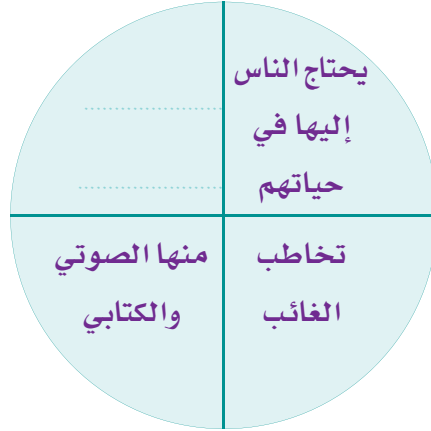 يحتاج الناس
إليها في
حياتهم
تخاطب
الغائب
منها الصوتي
والكتابي